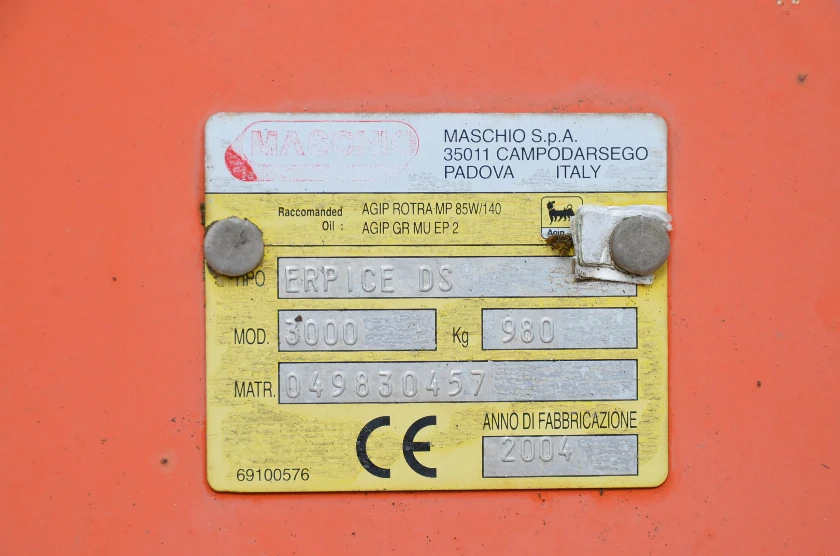 MASCHIO
MASCHIO S.p.A.
35011 CAMPODARSEGO
PADOVA ITALY
Raccomanded Oil :
AGIP ROTRA MP 85W/140
AGIP GR MU EP 2
Agip
TIPO ERPICE DS
MOD. 3000 Kg 980
MATR. 049830457
ANNO DI FABBRICAZIONE
CE 2004
69100576